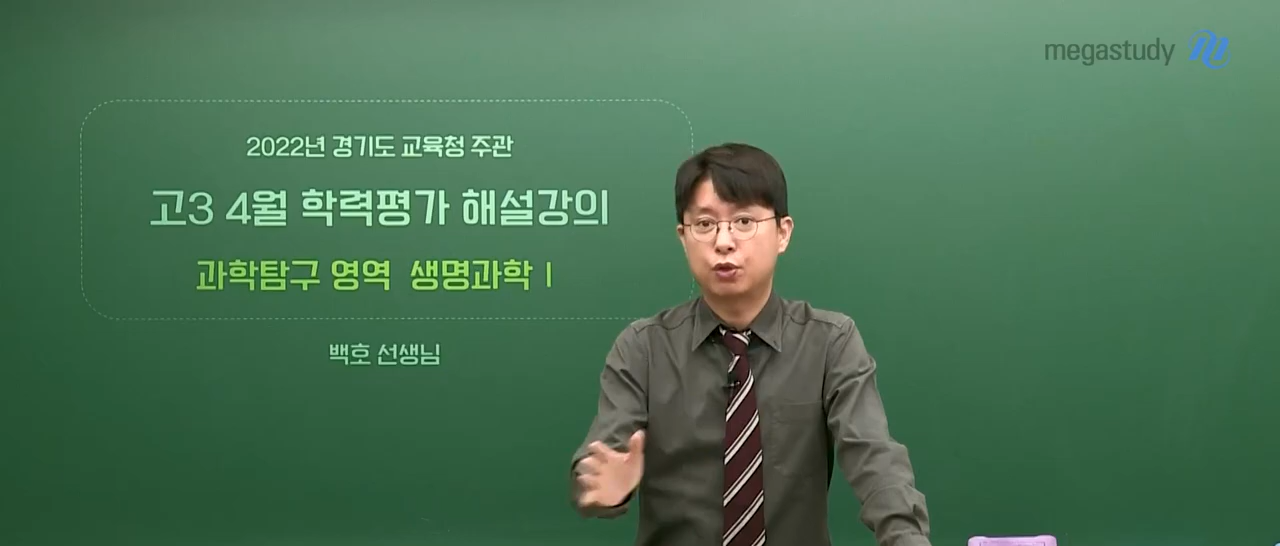 megastudy
2022년 경기도 교육청 주관
고3 4월 학력평가 해설강의
과학탐구 영역 생명과학 I
백호 선생님